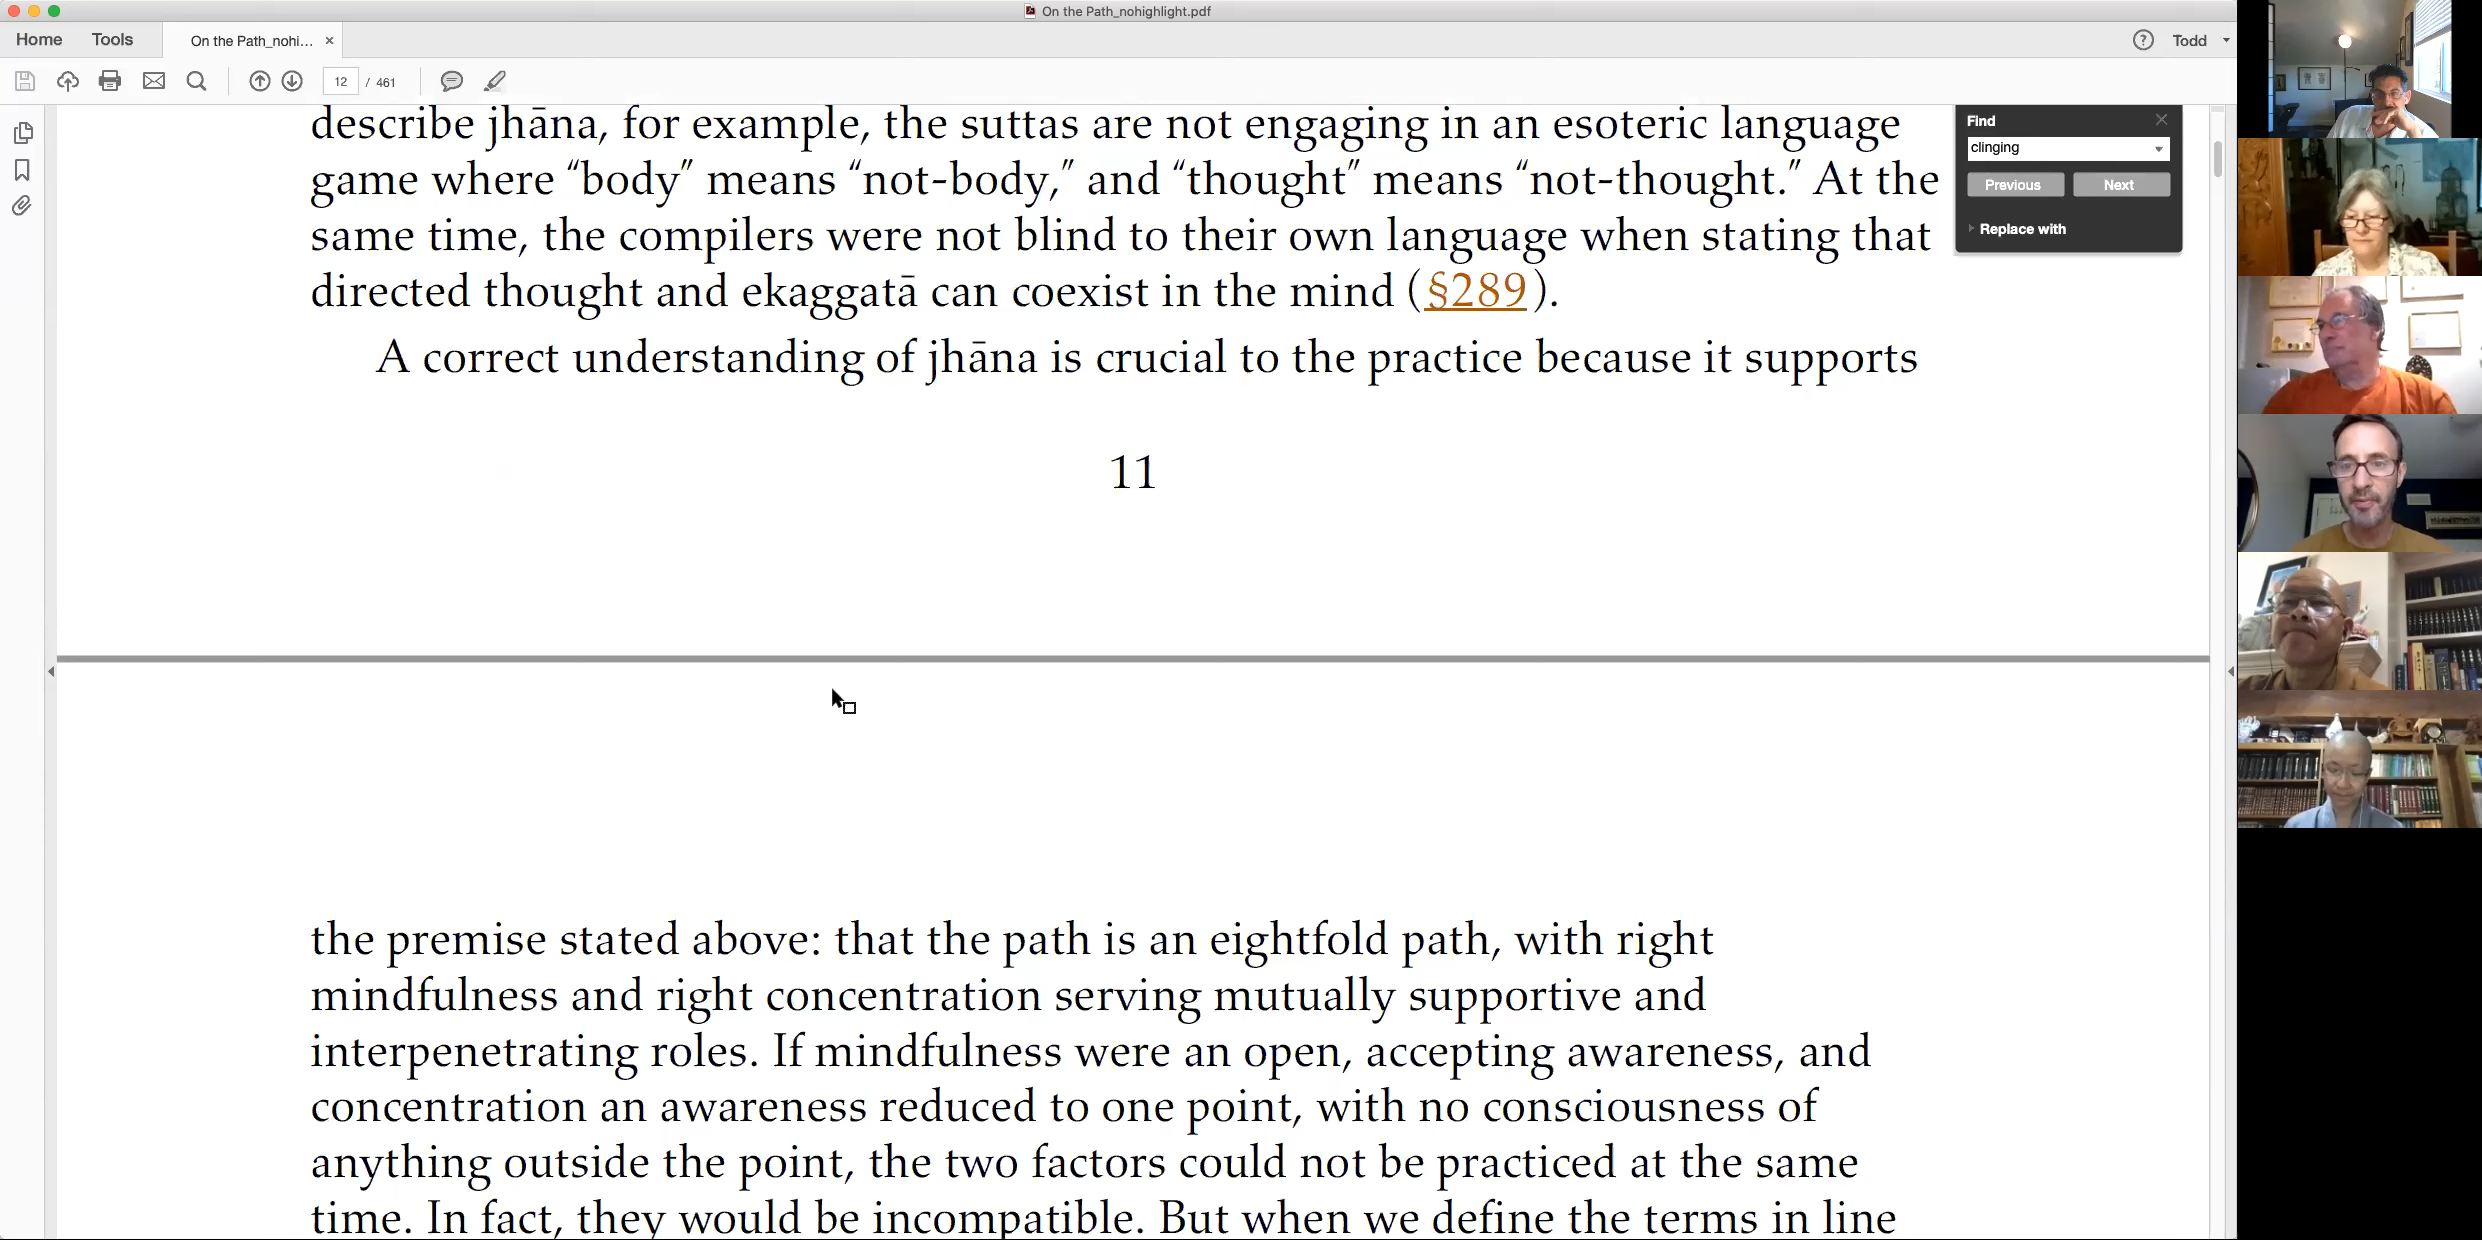 On the Path_nohighlight.pdf
Home
Tools
On the Path_nohi...
Todd
12 / 461
describe jhāna, for example, the suttas are not engaging in an esoteric language
game where “body” means “not-body,” and “thought” means “not-thought.” At the
same time, the compilers were not blind to their own language when stating that
directed thought and ekaggatā can coexist in the mind (§289).
A correct understanding of jhāna is crucial to the practice because it supports
11
the premise stated above: that the path is an eightfold path, with right
mindfulness and right concentration serving mutually supportive and
interpenetrating roles. If mindfulness were an open, accepting awareness, and
concentration an awareness reduced to one point, with no consciousness of
anything outside the point, the two factors could not be practiced at the same
time. In fact, they would be incompatible. But when we define the terms in line
Find
clinging
Previous
Next
Replace with